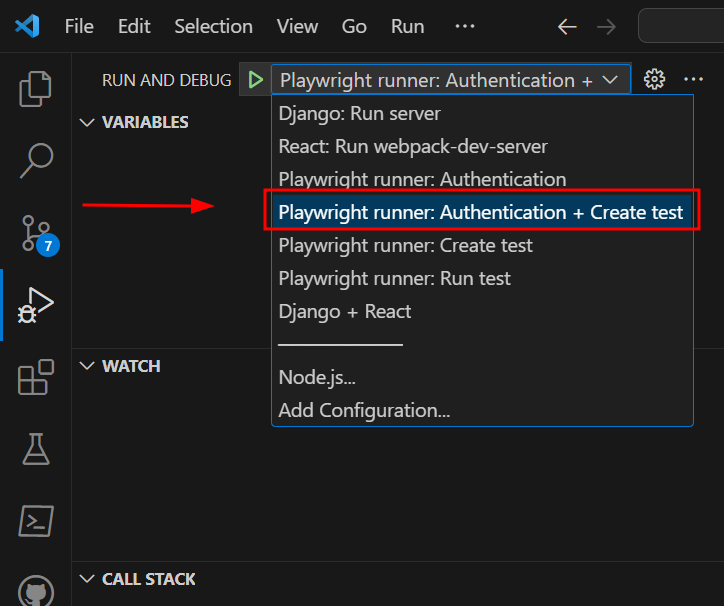 File Edit Selection View Go Run ···
RUN AND DEBUG Playwright runner: Authentication + ···
VARIABLES
Django: Run server
React: Run webpack-dev-server
Playwright runner: Authentication
Playwright runner: Authentication + Create test
Playwright runner: Create test
Playwright runner: Run test
7
Django + React
WATCH
Node.js...
Add Configuration...
CALL STACK